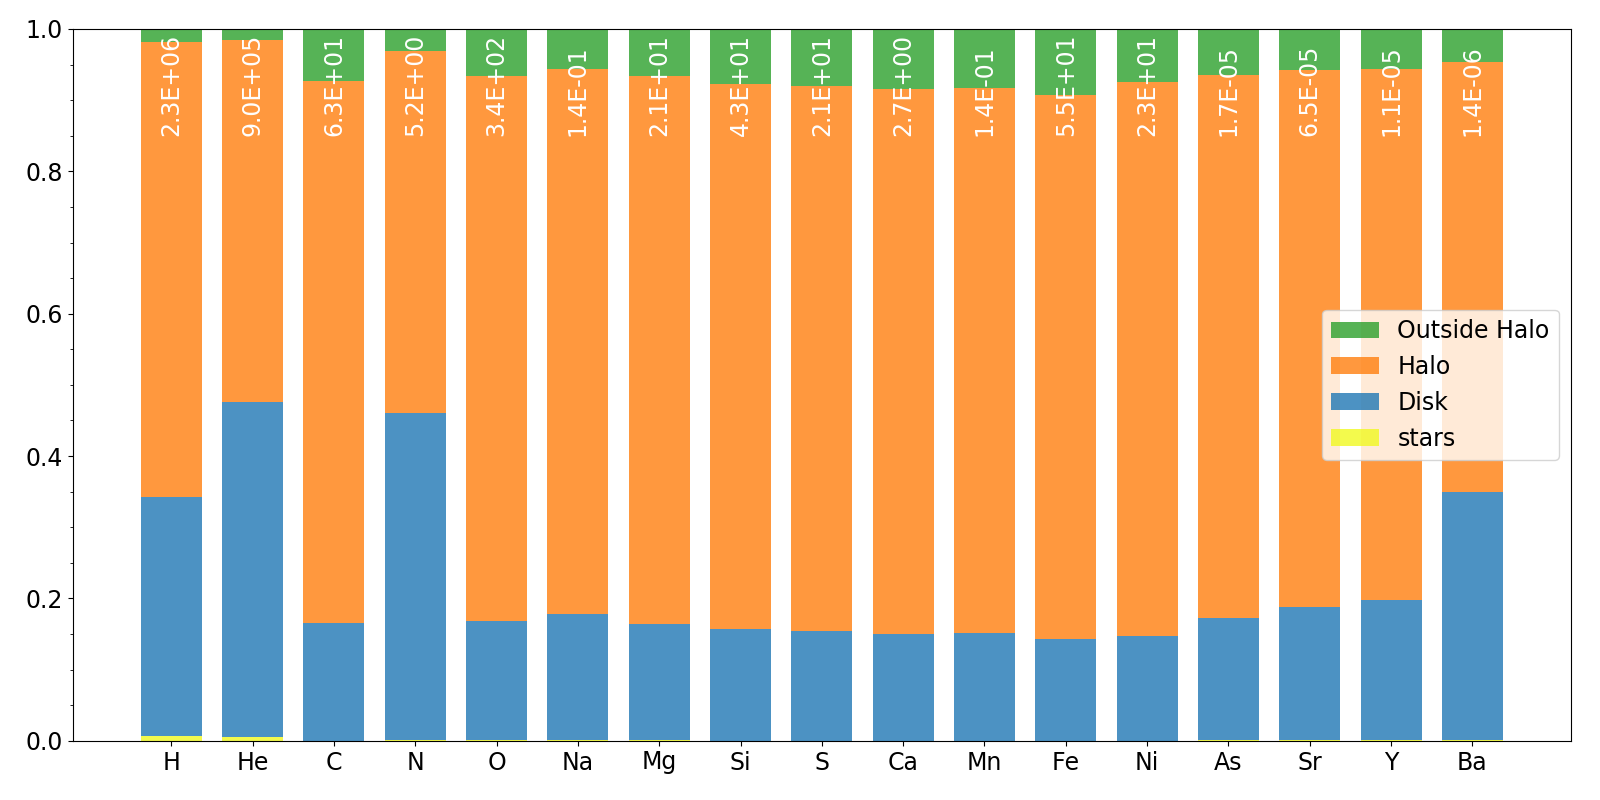 1.0
0.8
0.6
0.4
0.2
0.0
2.3E+06
9.0E+05
6.3E+01
5.2E+00
3.4E+02
1.4E-01
2.1E+01
4.3E+01
2.1E+01
2.7E+00
1.4E-01
5.5E+01
2.3E+01
1.7E-05
6.5E-05
1.1E-05
1.4E-06
Outside Halo
Halo
Disk
stars
H He C N O Na Mg Si S Ca Mn Fe Ni As Sr Y Ba